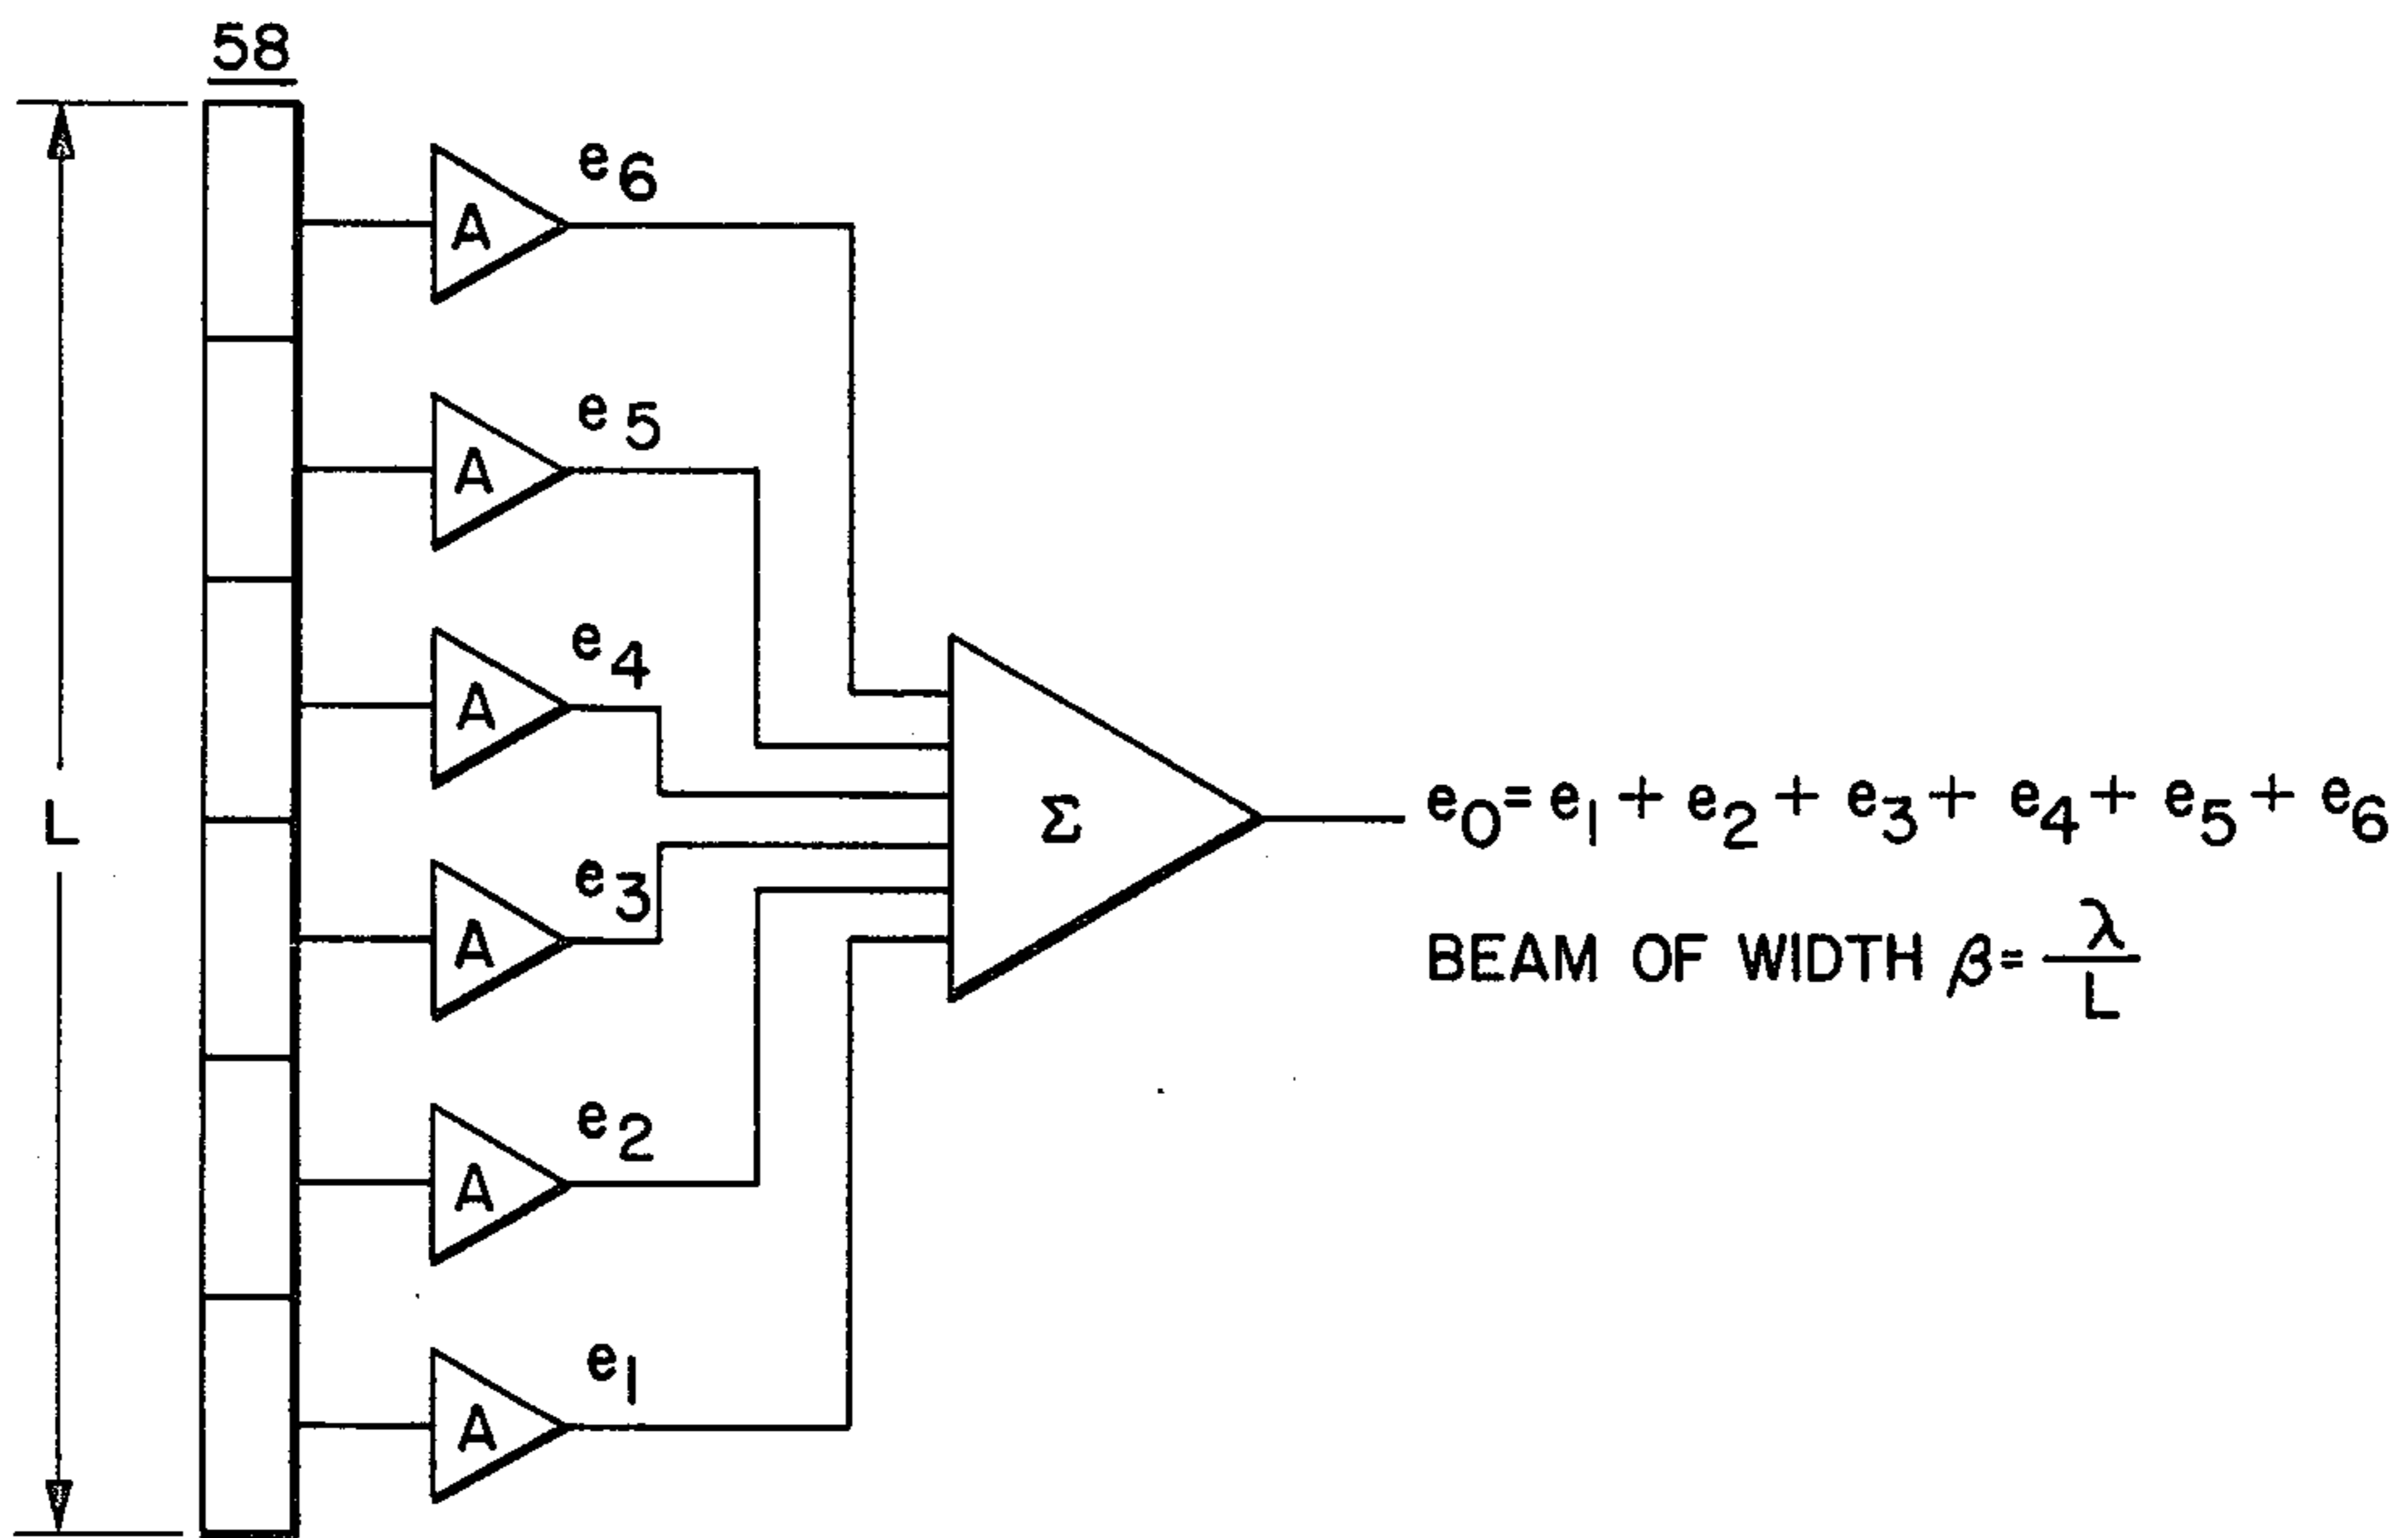 58
e6
A
e5
A
e4
A
L
Σ
e0= e1 + e2 + e3 + e4 + e5 + e6
e3
A
BEAM OF WIDTH β= λ/L
e2
A
e1
A